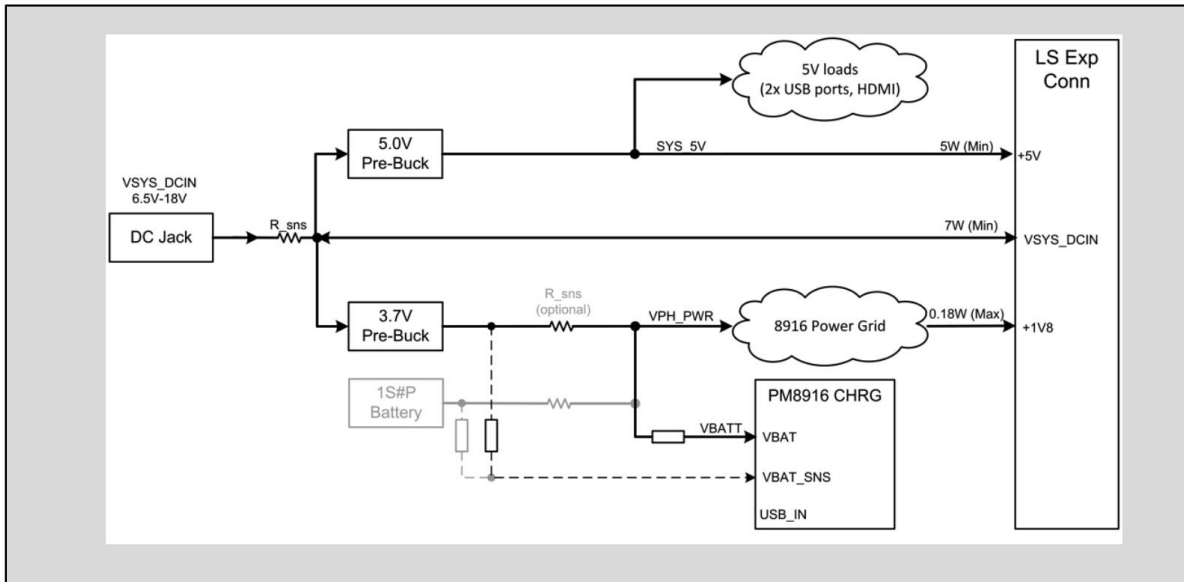 5V loads
(2x USB ports, HDMI)
LS Exp
Conn
5.0V
Pre-Buck
SYS_5V
5W (Min)
+5V
VSYS_DCIN
6.5V-18V
DC Jack
R_sns
7W (Min)
VSYS_DCIN
3.7V
Pre-Buck
R_sns
(optional)
VPH_PWR
8916 Power Grid
0.18W (Max)
+1V8
1S#P
Battery
PM8916 CHRG
VBATT
VBAT
VBAT_SNS
USB_IN